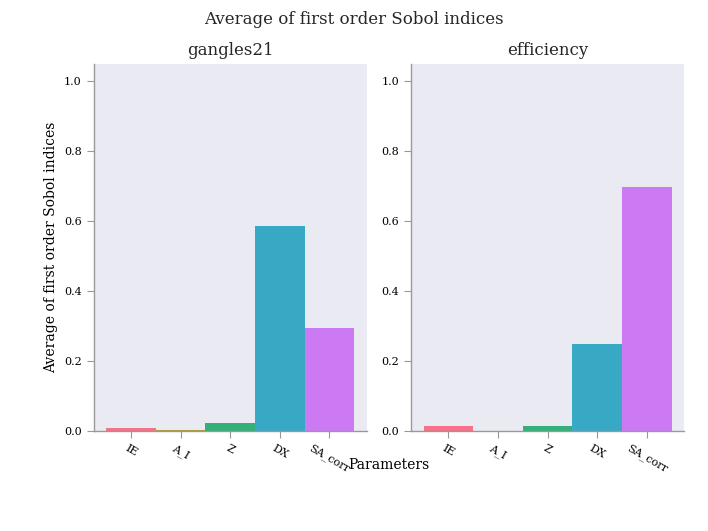 Average of first order Sobol indices
gangles21
efficiency
Average of first order Sobol indices
1.0
0.8
0.6
0.4
0.2
0.0
IE
A_I
Z
DX
SA_corr
1.0
0.8
0.6
0.4
0.2
0.0
IE
A_I
Z
DX
SA_corr
Parameters